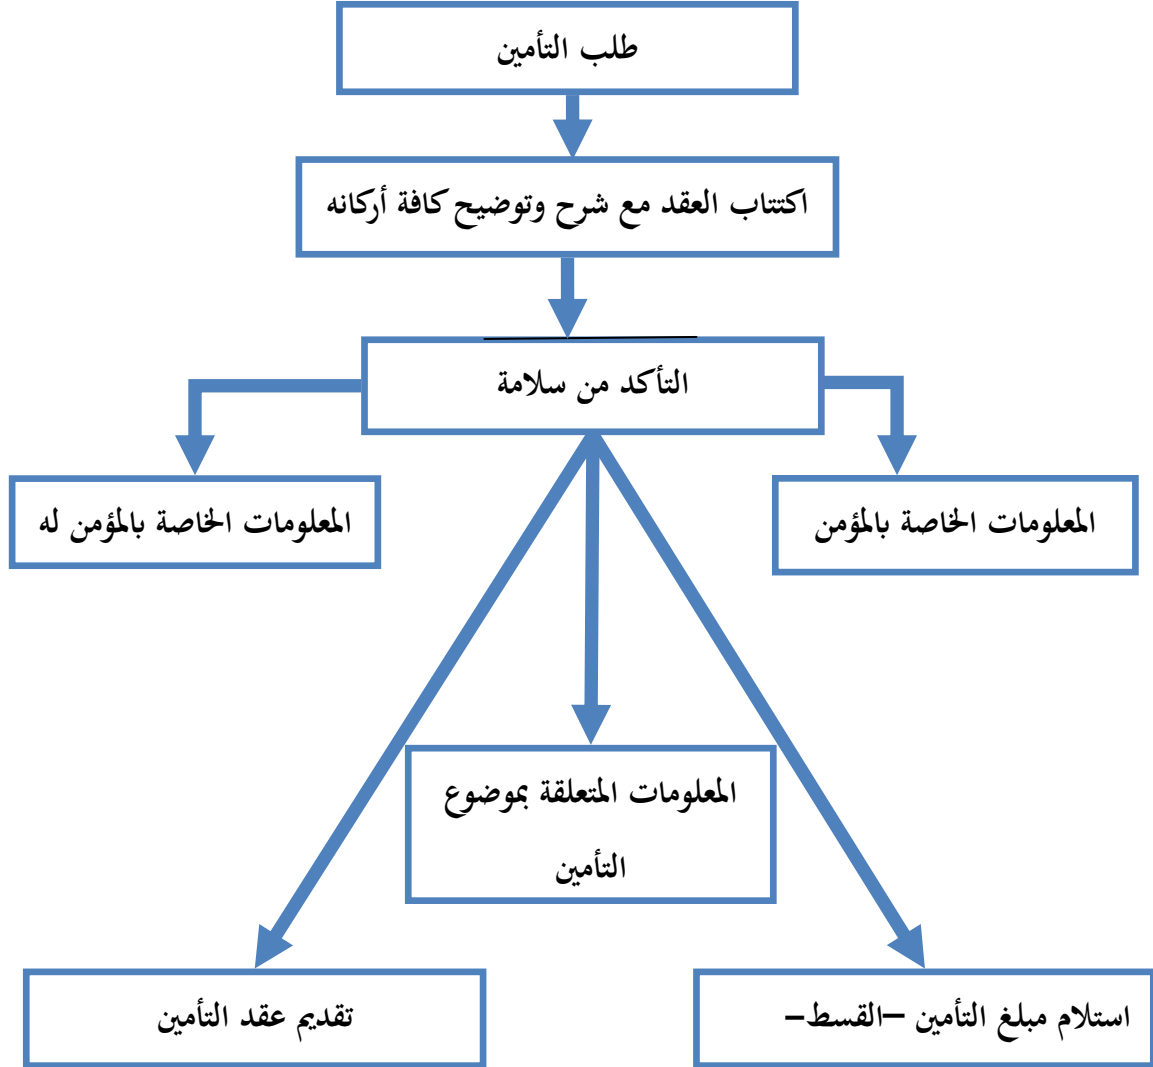 طلب التأمين
اكتتاب العقد مع شرح وتوضيح كافة أركانه
التأكد من سلامة
المعلومات الخاصة بالمؤمن
المعلومات الخاصة بالمؤمن له
المعلومات المتعلقة بموضوع
التأمين
استلام مبلغ التأمين –القسط–
تقديم عقد التأمين